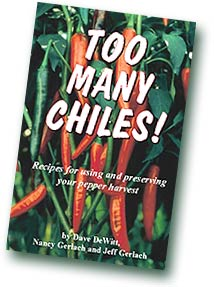 TOO
MANY
CHILES!
Recipes for using and preserving
your pepper harvest
by Dave DeWitt,
Nancy Gerlach and Jeff Gerlach